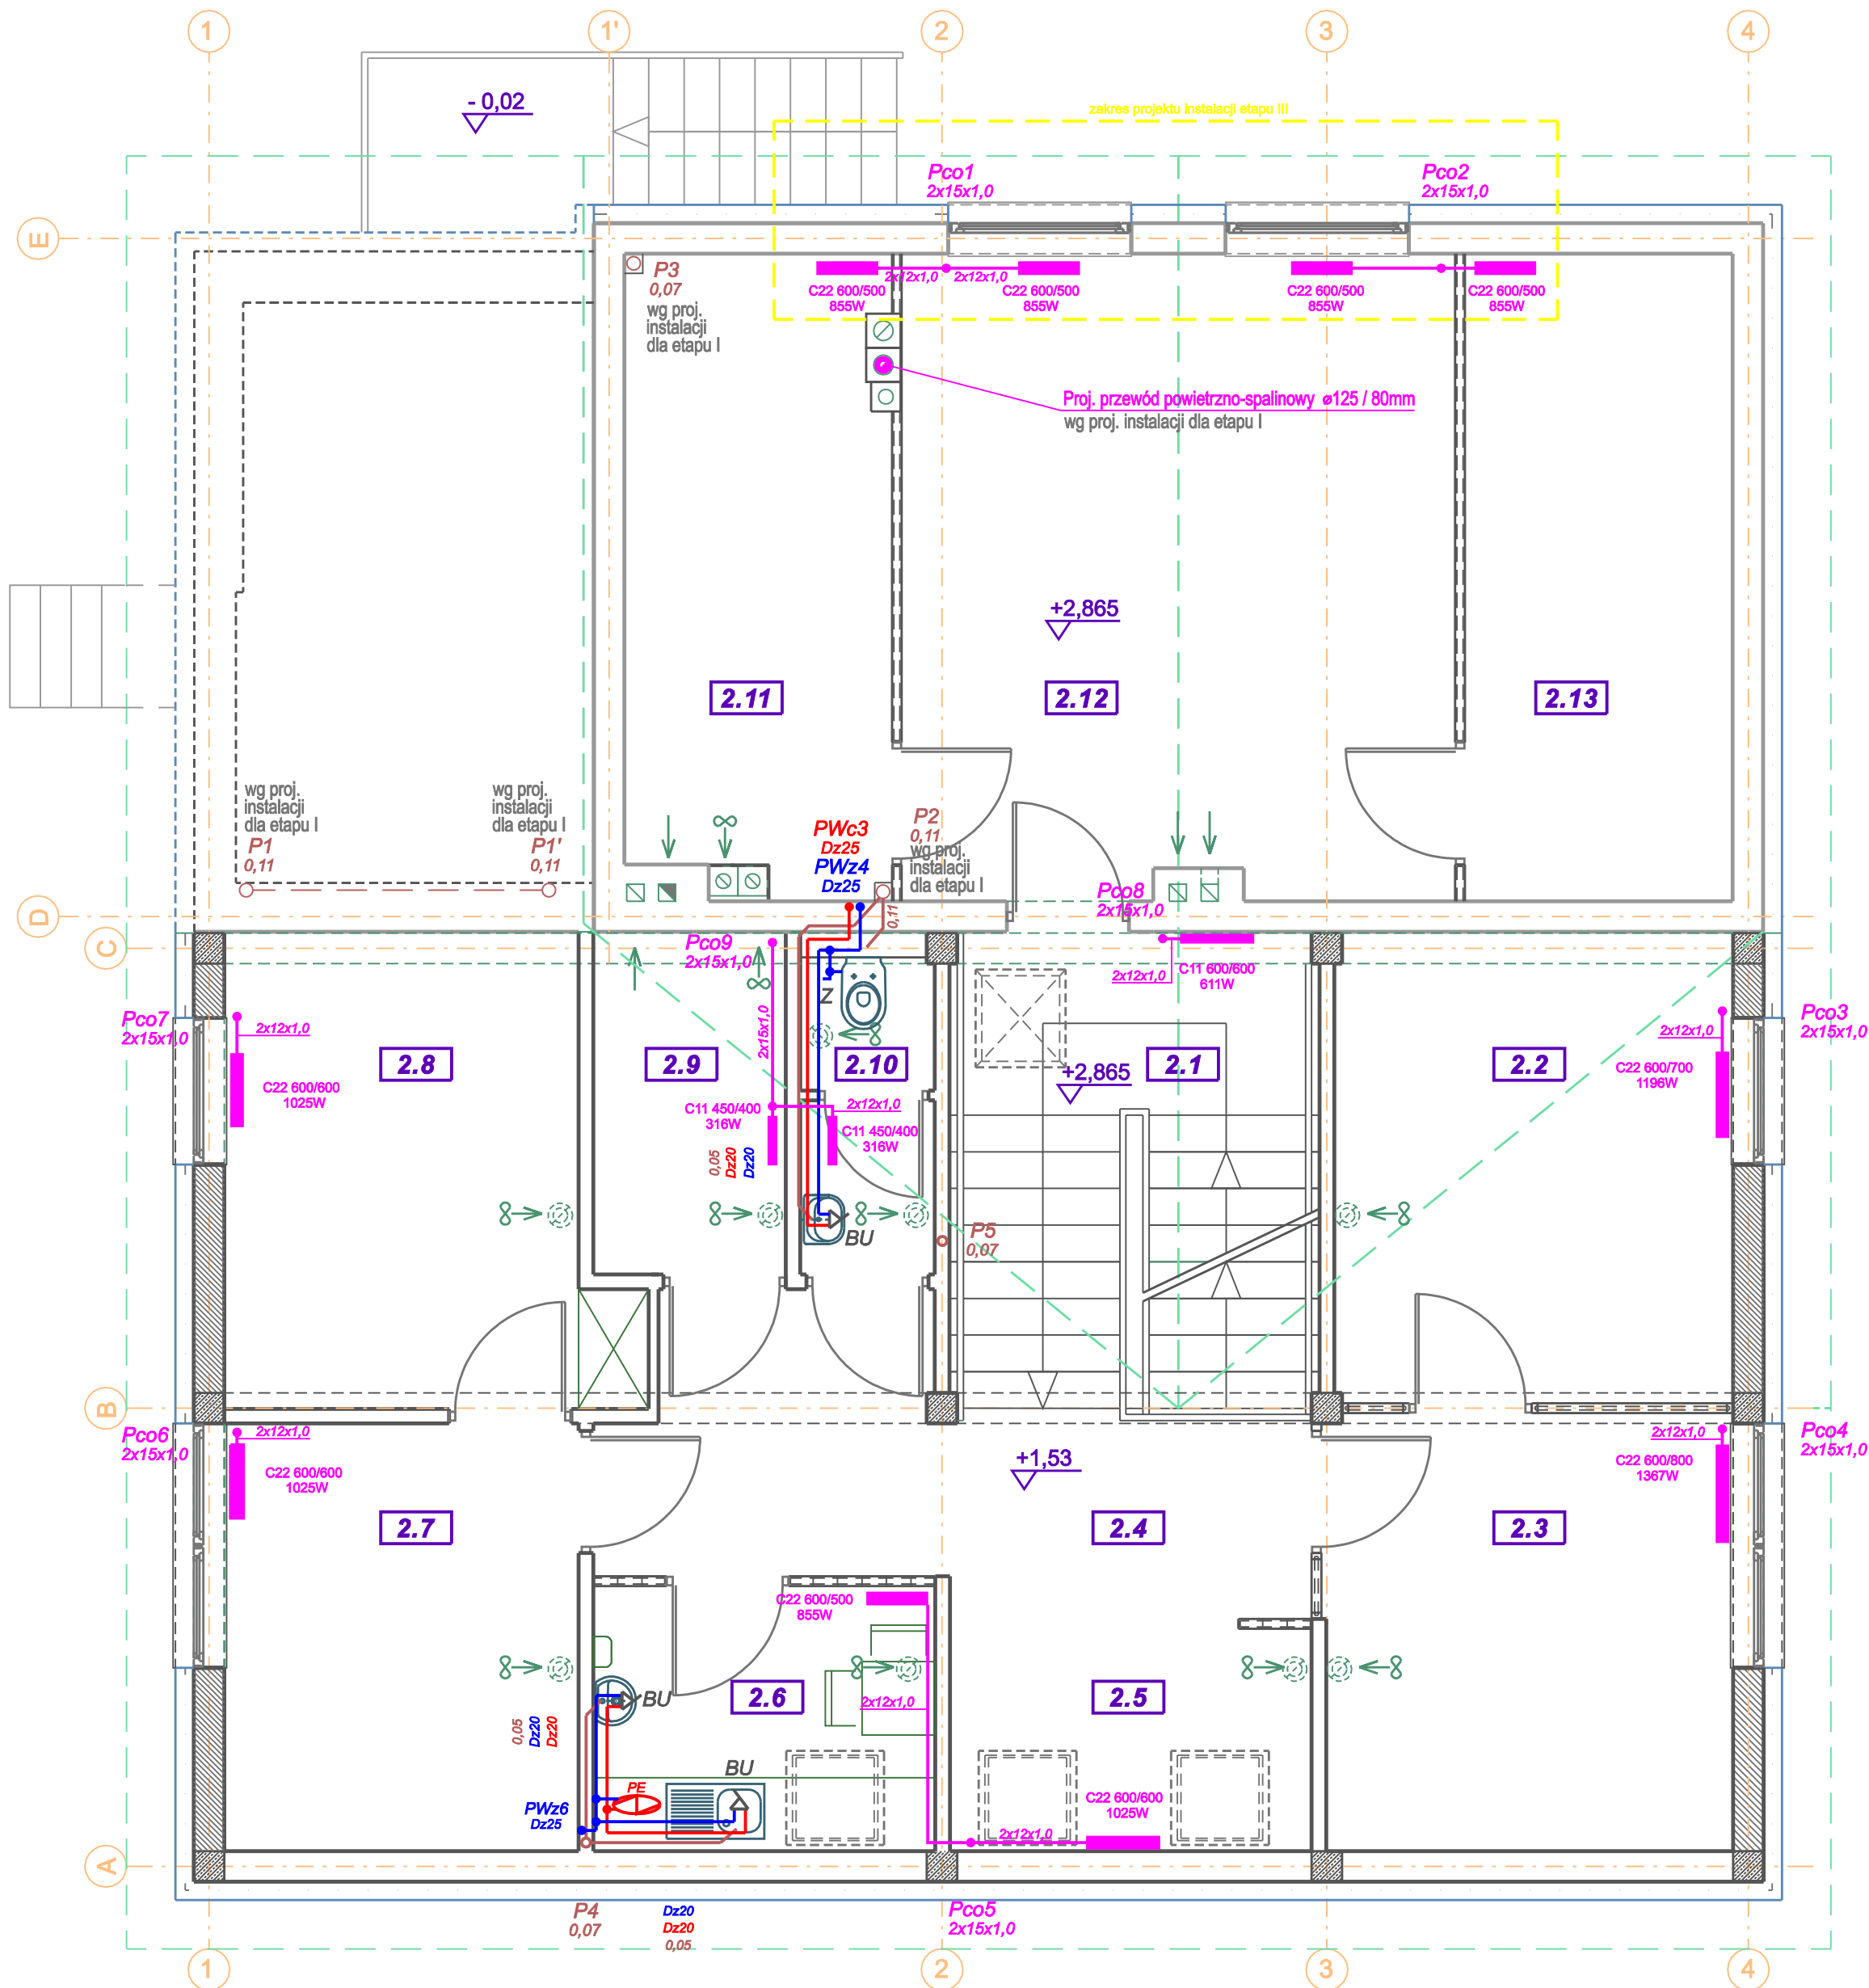 1
1'
2
3
4
- 0,02
zakres projektu instalacji etapu III
Pco1
2x15x1,0
Pco2
2x15x1,0
E
P3
0,07
wg proj.
instalacji
dla etapu I
2x12x1,0
2x12x1,0
C22 600/500
855W
C22 600/500
855W
C22 600/500
855W
C22 600/500
855W
Proj. przewód powietrzno-spalinowy ø125 / 80mm
wg proj. instalacji dla etapu I
+2,865
2.11
2.12
2.13
wg proj.
instalacji
dla etapu I
P1
0,11
wg proj.
instalacji
dla etapu I
P1'
0,11
PWc3
Dz25
PWz4
Dz25
P2
0,11
wg proj.
instalacji
dla etapu I
0,11
Pco8
2x15x1,0
D
C
Pco9
2x15x1,0
2x12x1,0
C11 600/600
611W
Z
Pco7
2x15x1,0
2x12x1,0
C22 600/600
1025W
2x15x1,0
2.8
2.9
2.10
2.1
2.2
+2,865
Pco3
2x15x1,0
2x12x1,0
C22 600/700
1196W
C11 450/400
316W
2x12x1,0
C11 450/400
316W
0,05
Dz20
Dz20
BU
P5
0,07
B
Pco6
2x15x1,0
2x12x1,0
C22 600/600
1025W
+1,53
Pco4
2x15x1,0
2x12x1,0
C22 600/800
1367W
2.7
2.4
2.3
C22 600/500
855W
BU
2.6
2x12x1,0
2.5
0,05
Dz20
Dz20
BU
PE
PWz6
Dz25
C22 600/600
1025W
2x12x1,0
A
P4
0,07
Dz20
Dz20
0,05
Pco5
2x15x1,0
1
2
3
4